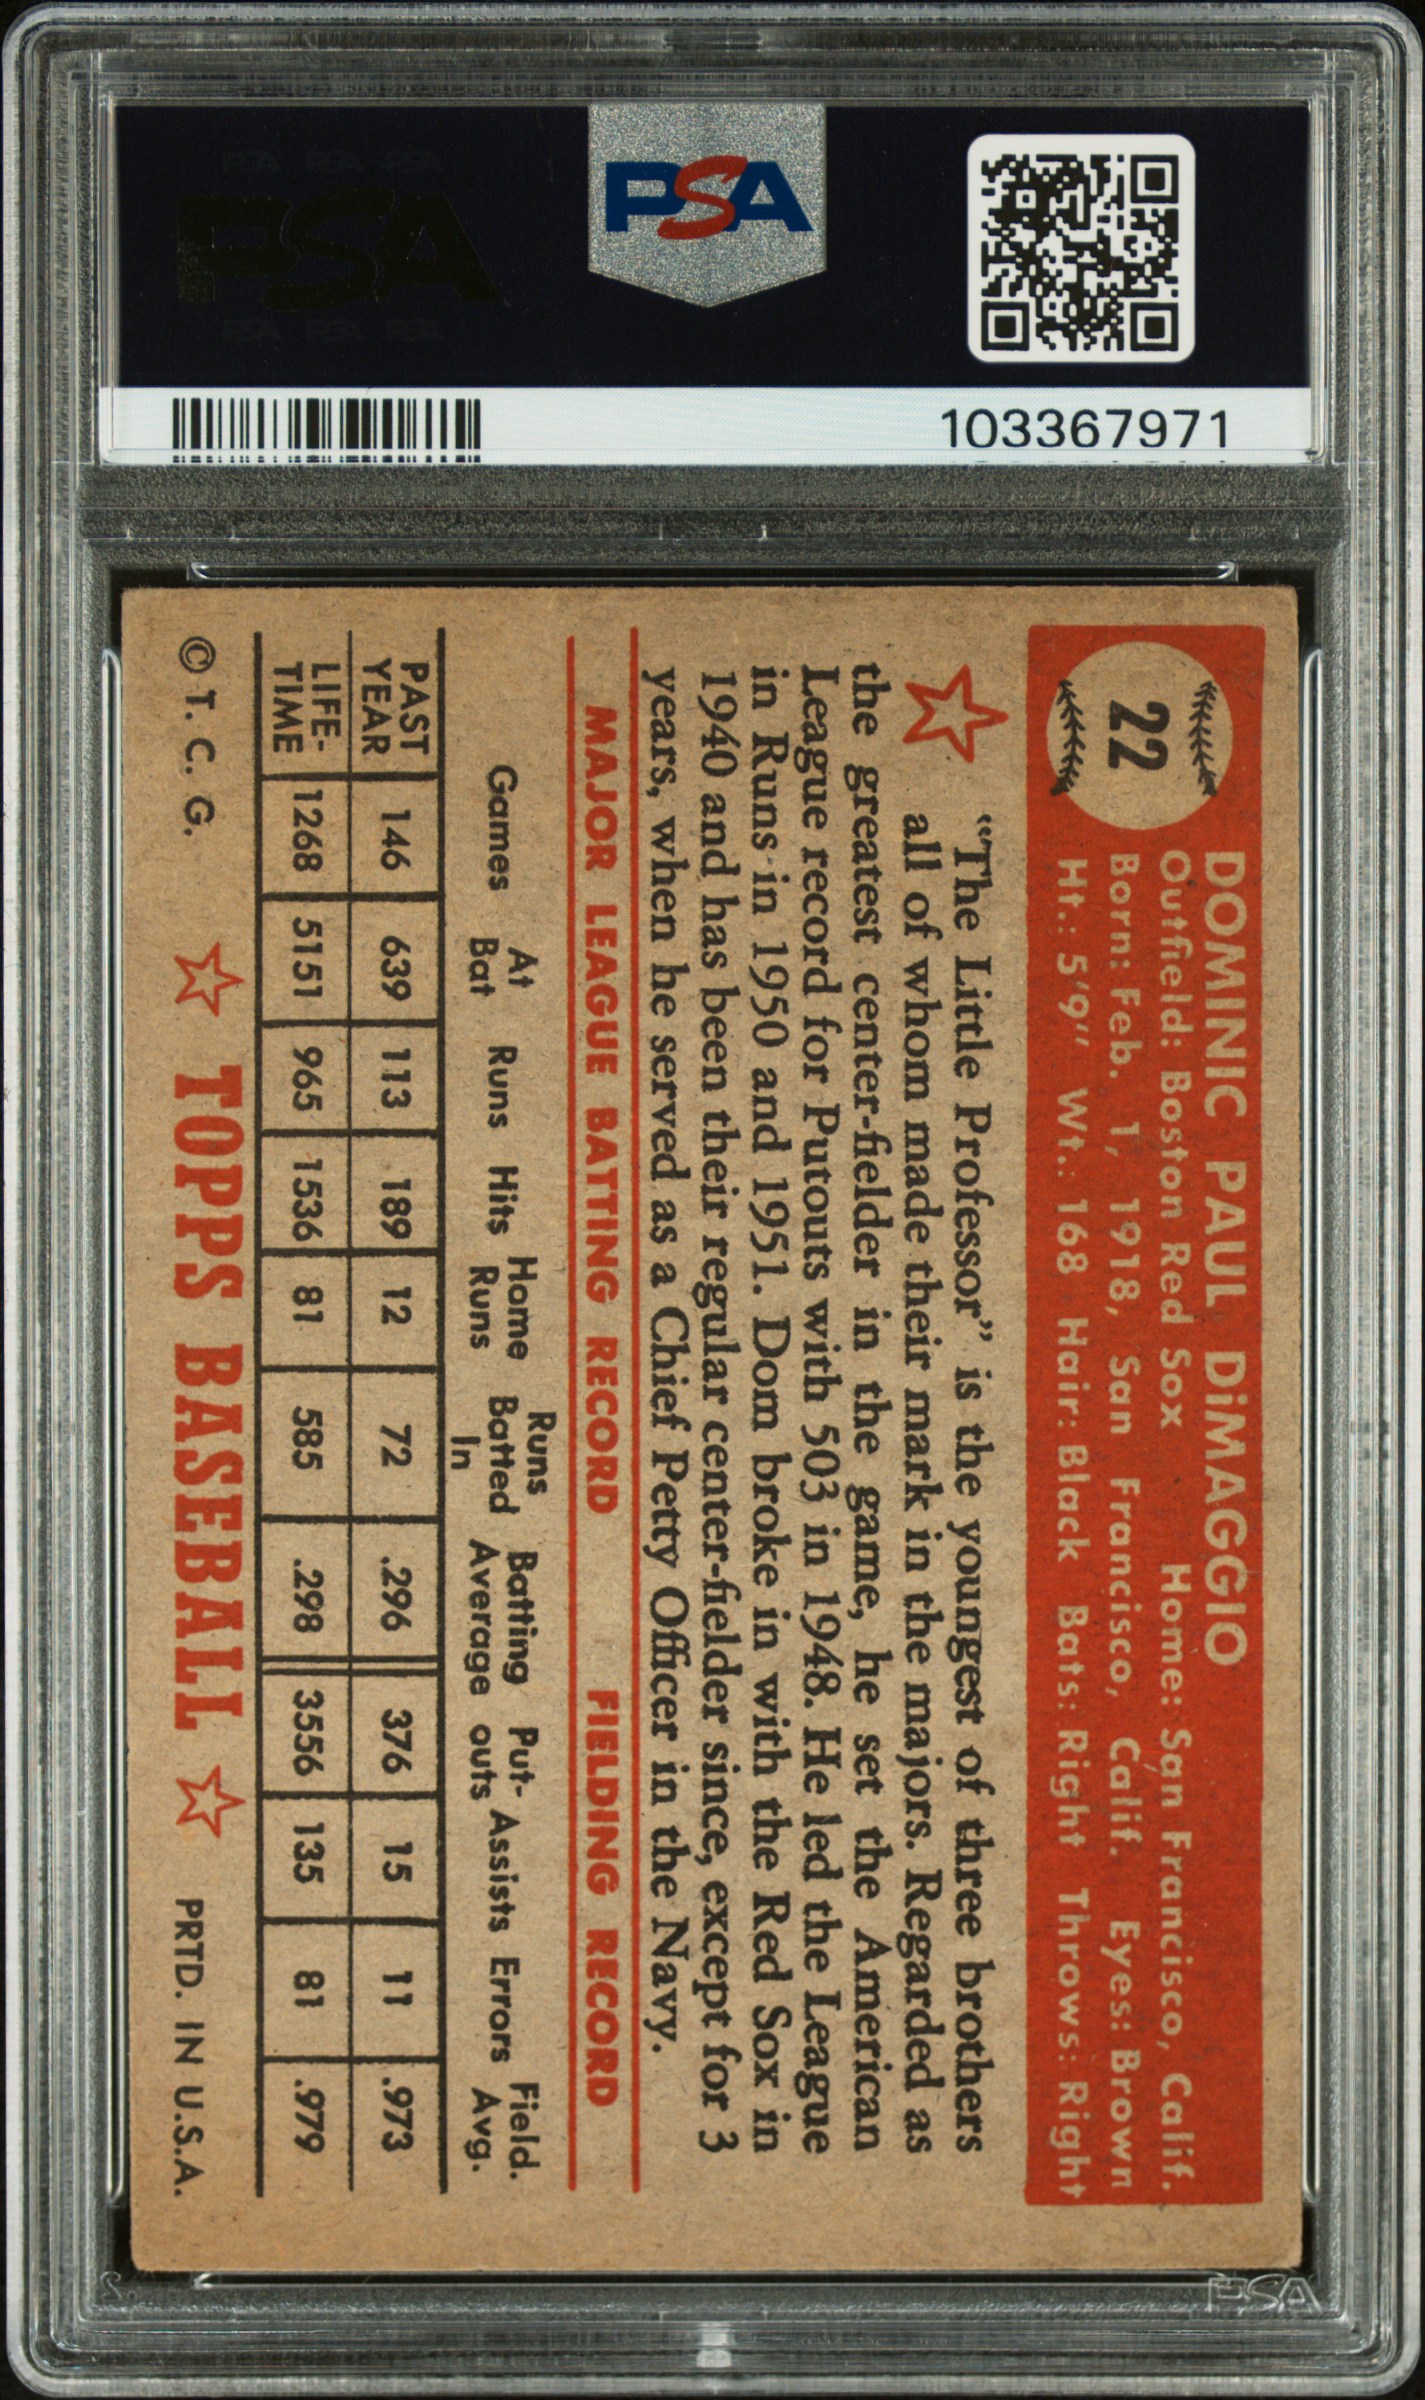 PSA
PSA PSA PSA
PSA
PSA PSA PSA
103367971
22
DOMINIC PAUL DiMAGGIO
Outfield: Boston Red Sox Home: San Francisco, Calif.
Born: Feb. 1, 1918, San Francisco, Calif. Eyes: Brown
Ht.: 5'9" Wt.: 168 Hair: Black Bats: Right Throws: Right
"The Little Professor" is the youngest of three brothers
all of whom made their mark in the majors. Regarded as
the greatest center-fielder in the game, he set the American
League record for Putouts with 503 in 1948. He led the League
in Runs in 1950 and 1951. Dom broke in with the Red Sox in
1940 and has been their regular center-fielder since, except for 3
years, when he served as a Chief Petty Officer in the Navy.
MAJOR LEAGUE BATTING RECORD FIELDING RECORD
Games At Bat Runs Hits Home Runs Runs Batted In Batting Average Put-outs Assists Errors Field. Avg.
PAST YEAR 146 639 113 189 12 72 .296 376 15 11 .973
LIFE-TIME 1268 5151 965 1536 81 585 .298 3556 135 81 .979
© T. C. G. TOPPS BASEBALL PRTD. IN U.S.A.
PSA